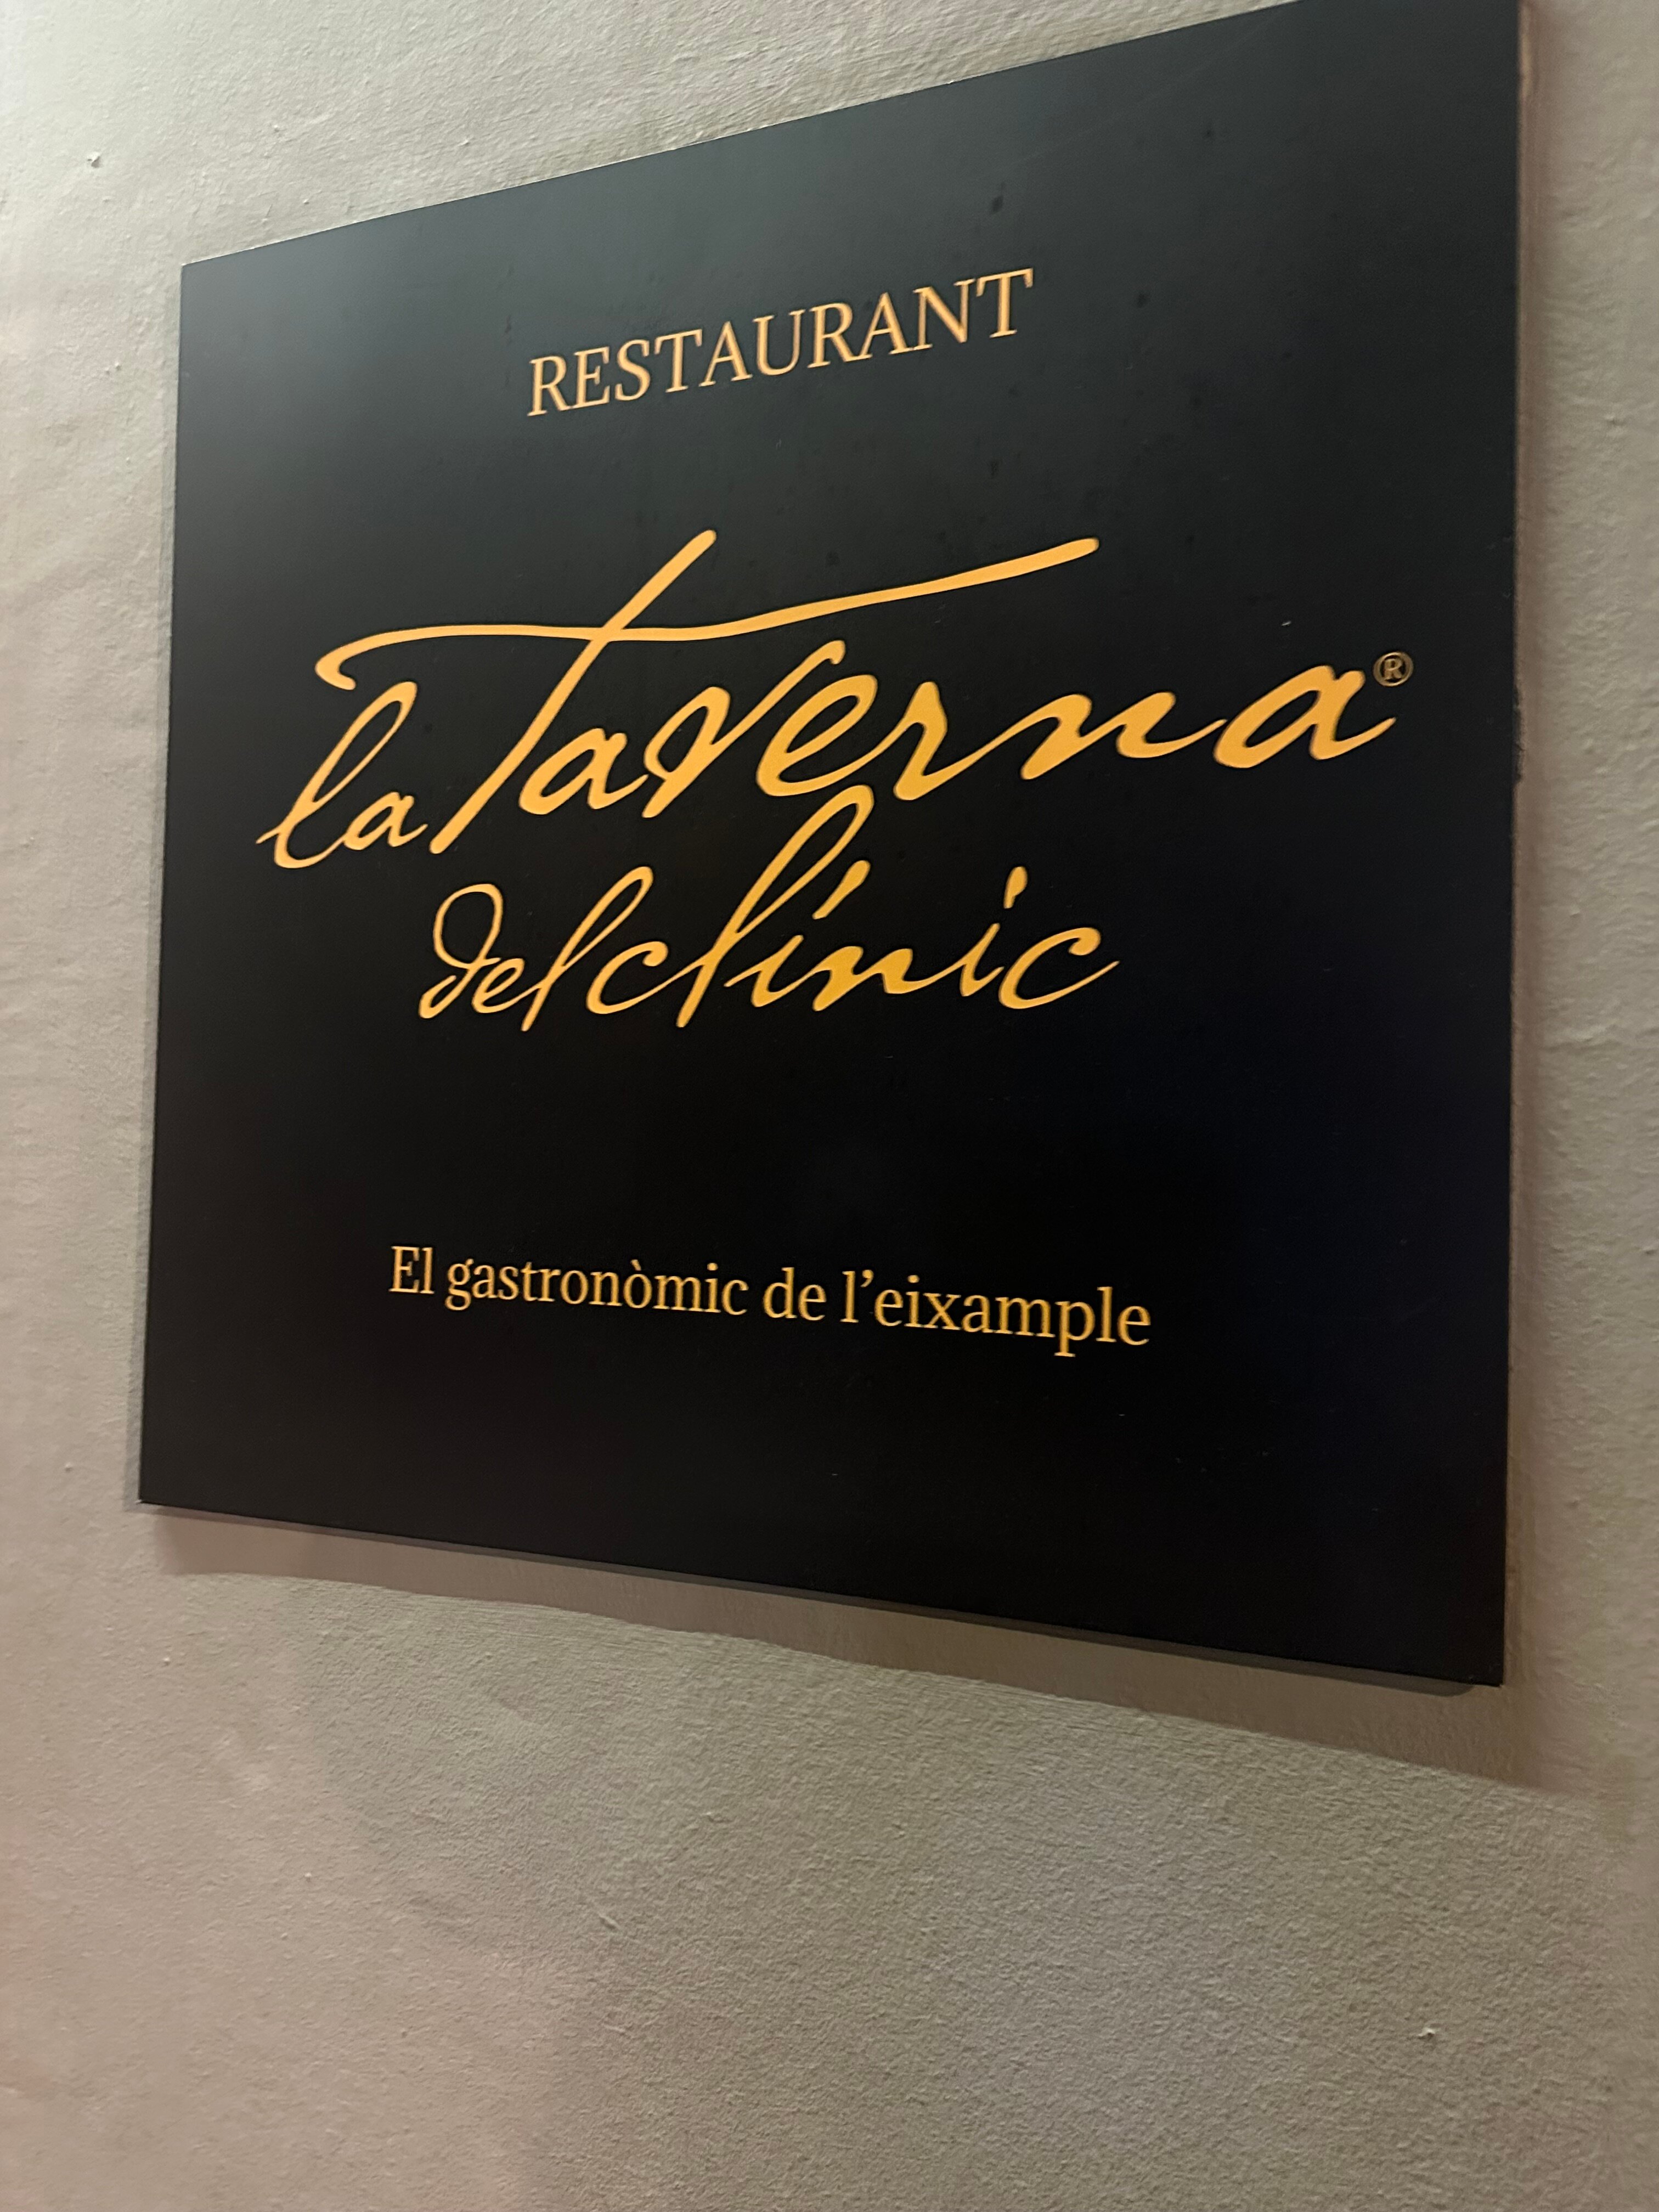 RESTAURANT
la Taverna®
del clínic
El gastronòmic de l’eixample